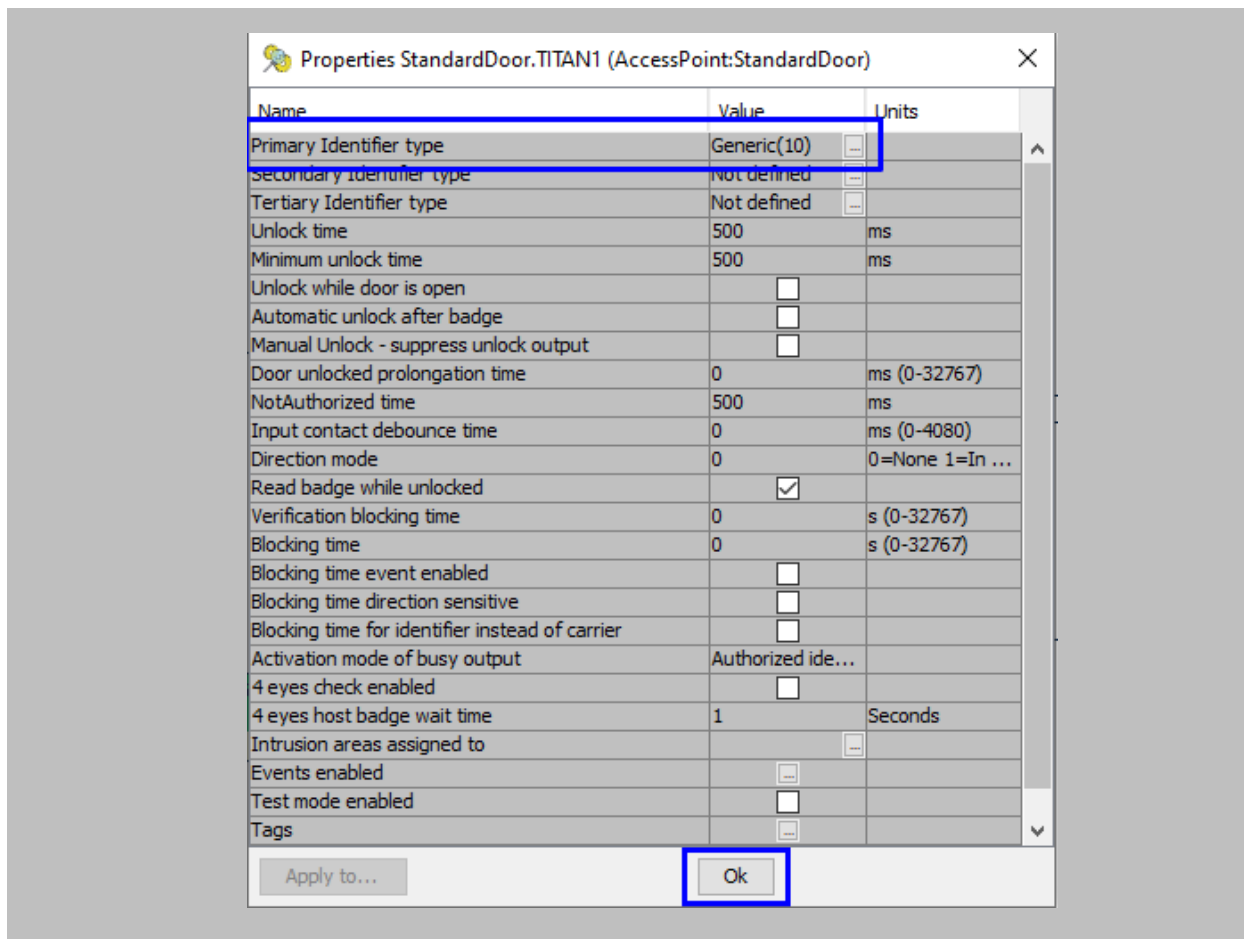 Properties StandardDoor.TITAN1 (AccessPoint:StandardDoor)
Name Value Units
Primary Identifier type Generic(10) ...
Secondary Identifier type Not defined ...
Tertiary Identifier type Not defined ...
Unlock time 500 ms
Minimum unlock time 500 ms
Unlock while door is open
Automatic unlock after badge
Manual Unlock - suppress unlock output
Door unlocked prolongation time 0 ms (0-32767)
NotAuthorized time 500 ms
Input contact debounce time 0 ms (0-4080)
Direction mode 0 0=None 1=In ...
Read badge while unlocked
Verification blocking time 0 s (0-32767)
Blocking time 0 s (0-32767)
Blocking time event enabled
Blocking time direction sensitive
Blocking time for identifier instead of carrier
Activation mode of busy output Authorized ide...
4 eyes check enabled
4 eyes host badge wait time 1 Seconds
Intrusion areas assigned to ...
Events enabled ...
Test mode enabled
Tags ...
Apply to... Ok